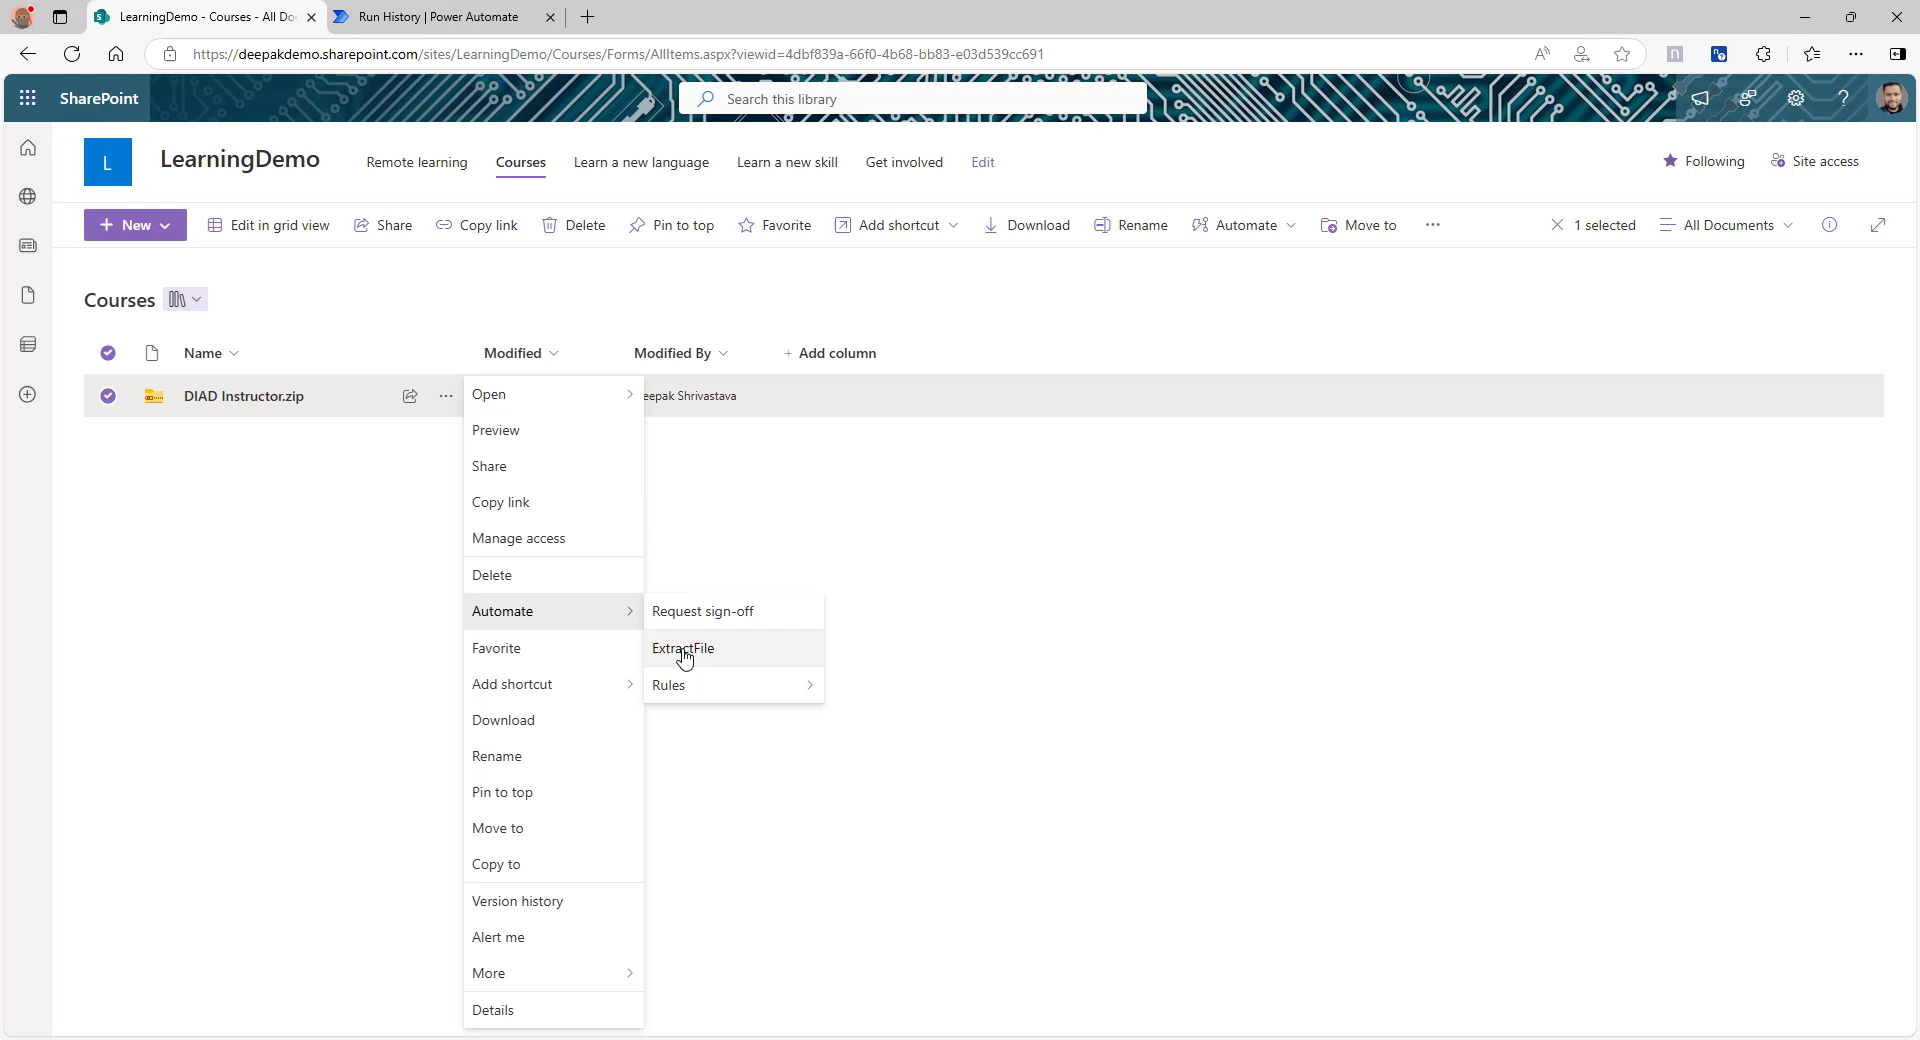 LearningDemo - Courses - All Do
Run History | Power Automate
https://deepakdemo.sharepoint.com/sites/LearningDemo/Courses/Forms/AllItems.aspx?viewid=4dbf839a-66f0-4b68-bb83-e03d539cc691
SharePoint
Search this library
L
LearningDemo
Remote learning
Courses
Learn a new language
Learn a new skill
Get involved
Edit
Following
Site access
New
Edit in grid view
Share
Copy link
Delete
Pin to top
Favorite
Add shortcut
Download
Rename
Automate
Move to
1 selected
All Documents
Courses
Name
Modified
Modified By
+ Add column
DIAD Instructor.zip
eepak Shrivastava
Open
Preview
Share
Copy link
Manage access
Delete
Automate
Request sign-off
ExtractFile
Rules
Favorite
Add shortcut
Download
Rename
Pin to top
Move to
Copy to
Version history
Alert me
More
Details